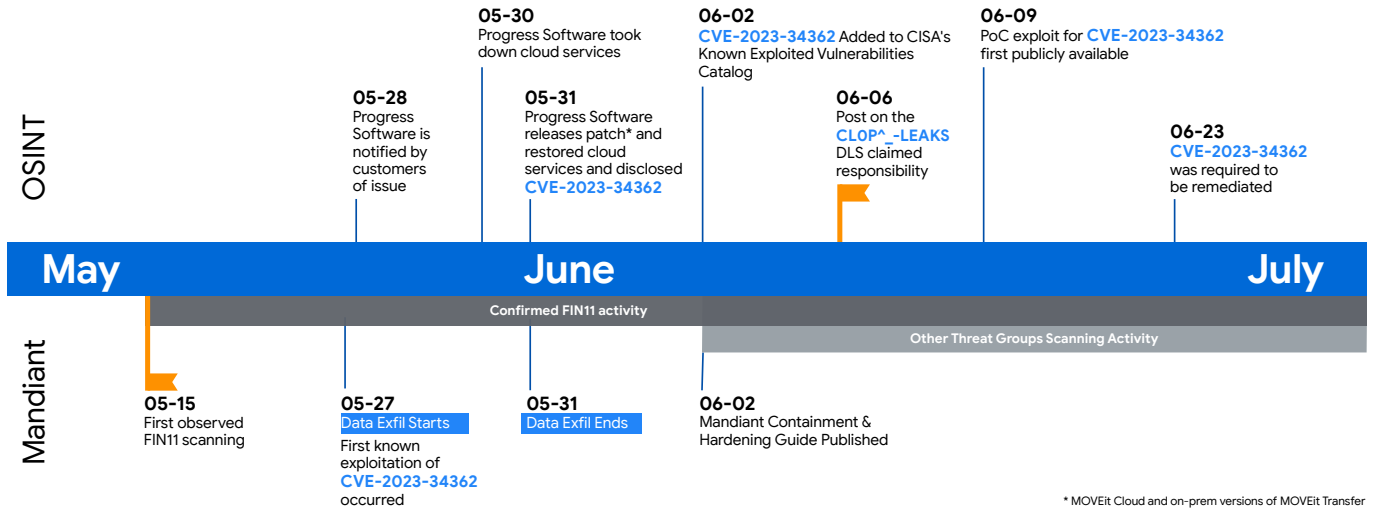 OSINT
05-28
Progress
Software is
notified by
customers
of issue
05-30
Progress Software took
down cloud services
05-31
Progress Software
releases patch* and
restored cloud
services and disclosed
CVE-2023-34362
06-02
CVE-2023-34362 Added to CISA's
Known Exploited Vulnerabilities
Catalog
06-06
Post on the
CL0P^_-LEAKS
DLS claimed
responsibility
06-09
PoC exploit for CVE-2023-34362
first publicly available
06-23
CVE-2023-34362
was required to
be remediated
May
June
July
Confirmed FIN11 activity
Other Threat Groups Scanning Activity
Mandiant
05-15
First observed
FIN11 scanning
05-27
Data Exfil Starts
First known
exploitation of
CVE-2023-34362
occurred
05-31
Data Exfil Ends
06-02
Mandiant Containment &
Hardening Guide Published
* MOVEit Cloud and on-prem versions of MOVEit Transfer